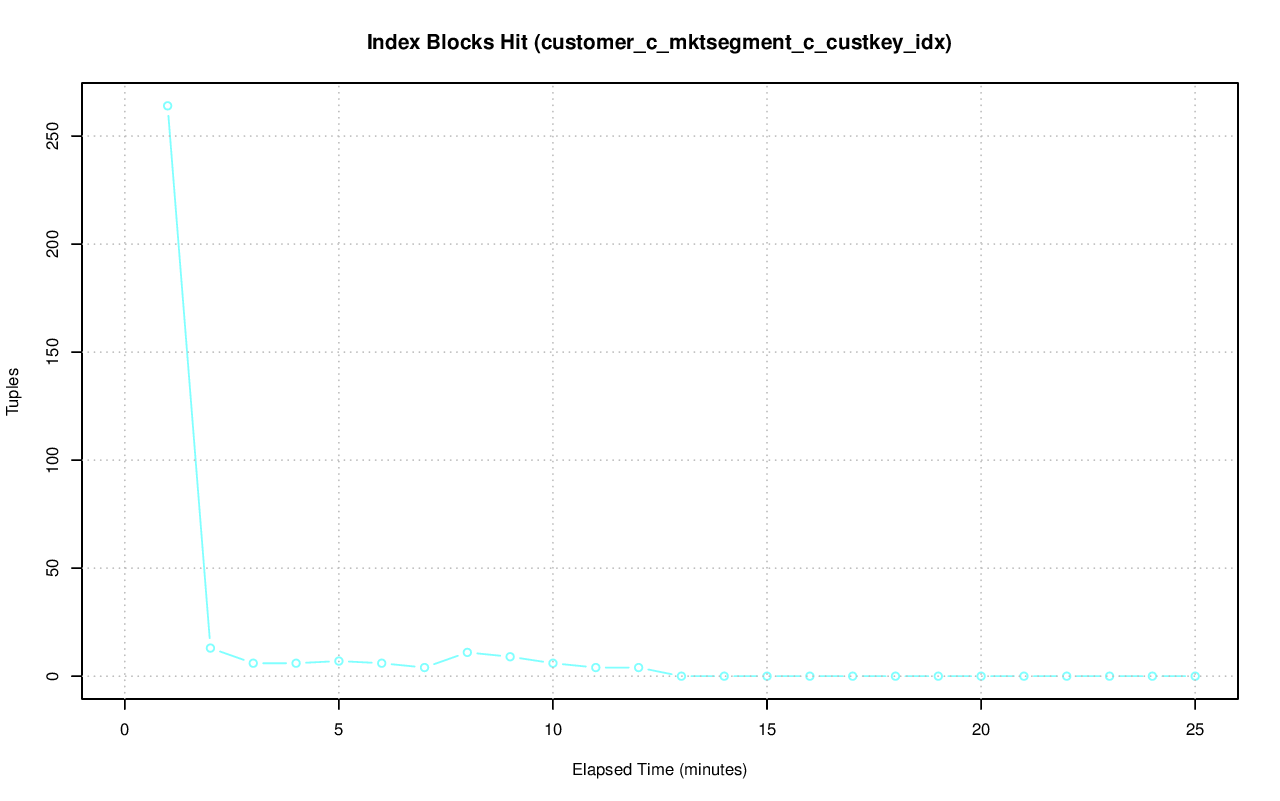 Index Blocks Hit (customer_c_mktsegment_c_custkey_idx)
Tuples
250
200
150
100
50
0
0 5 10 15 20 25
Elapsed Time (minutes)